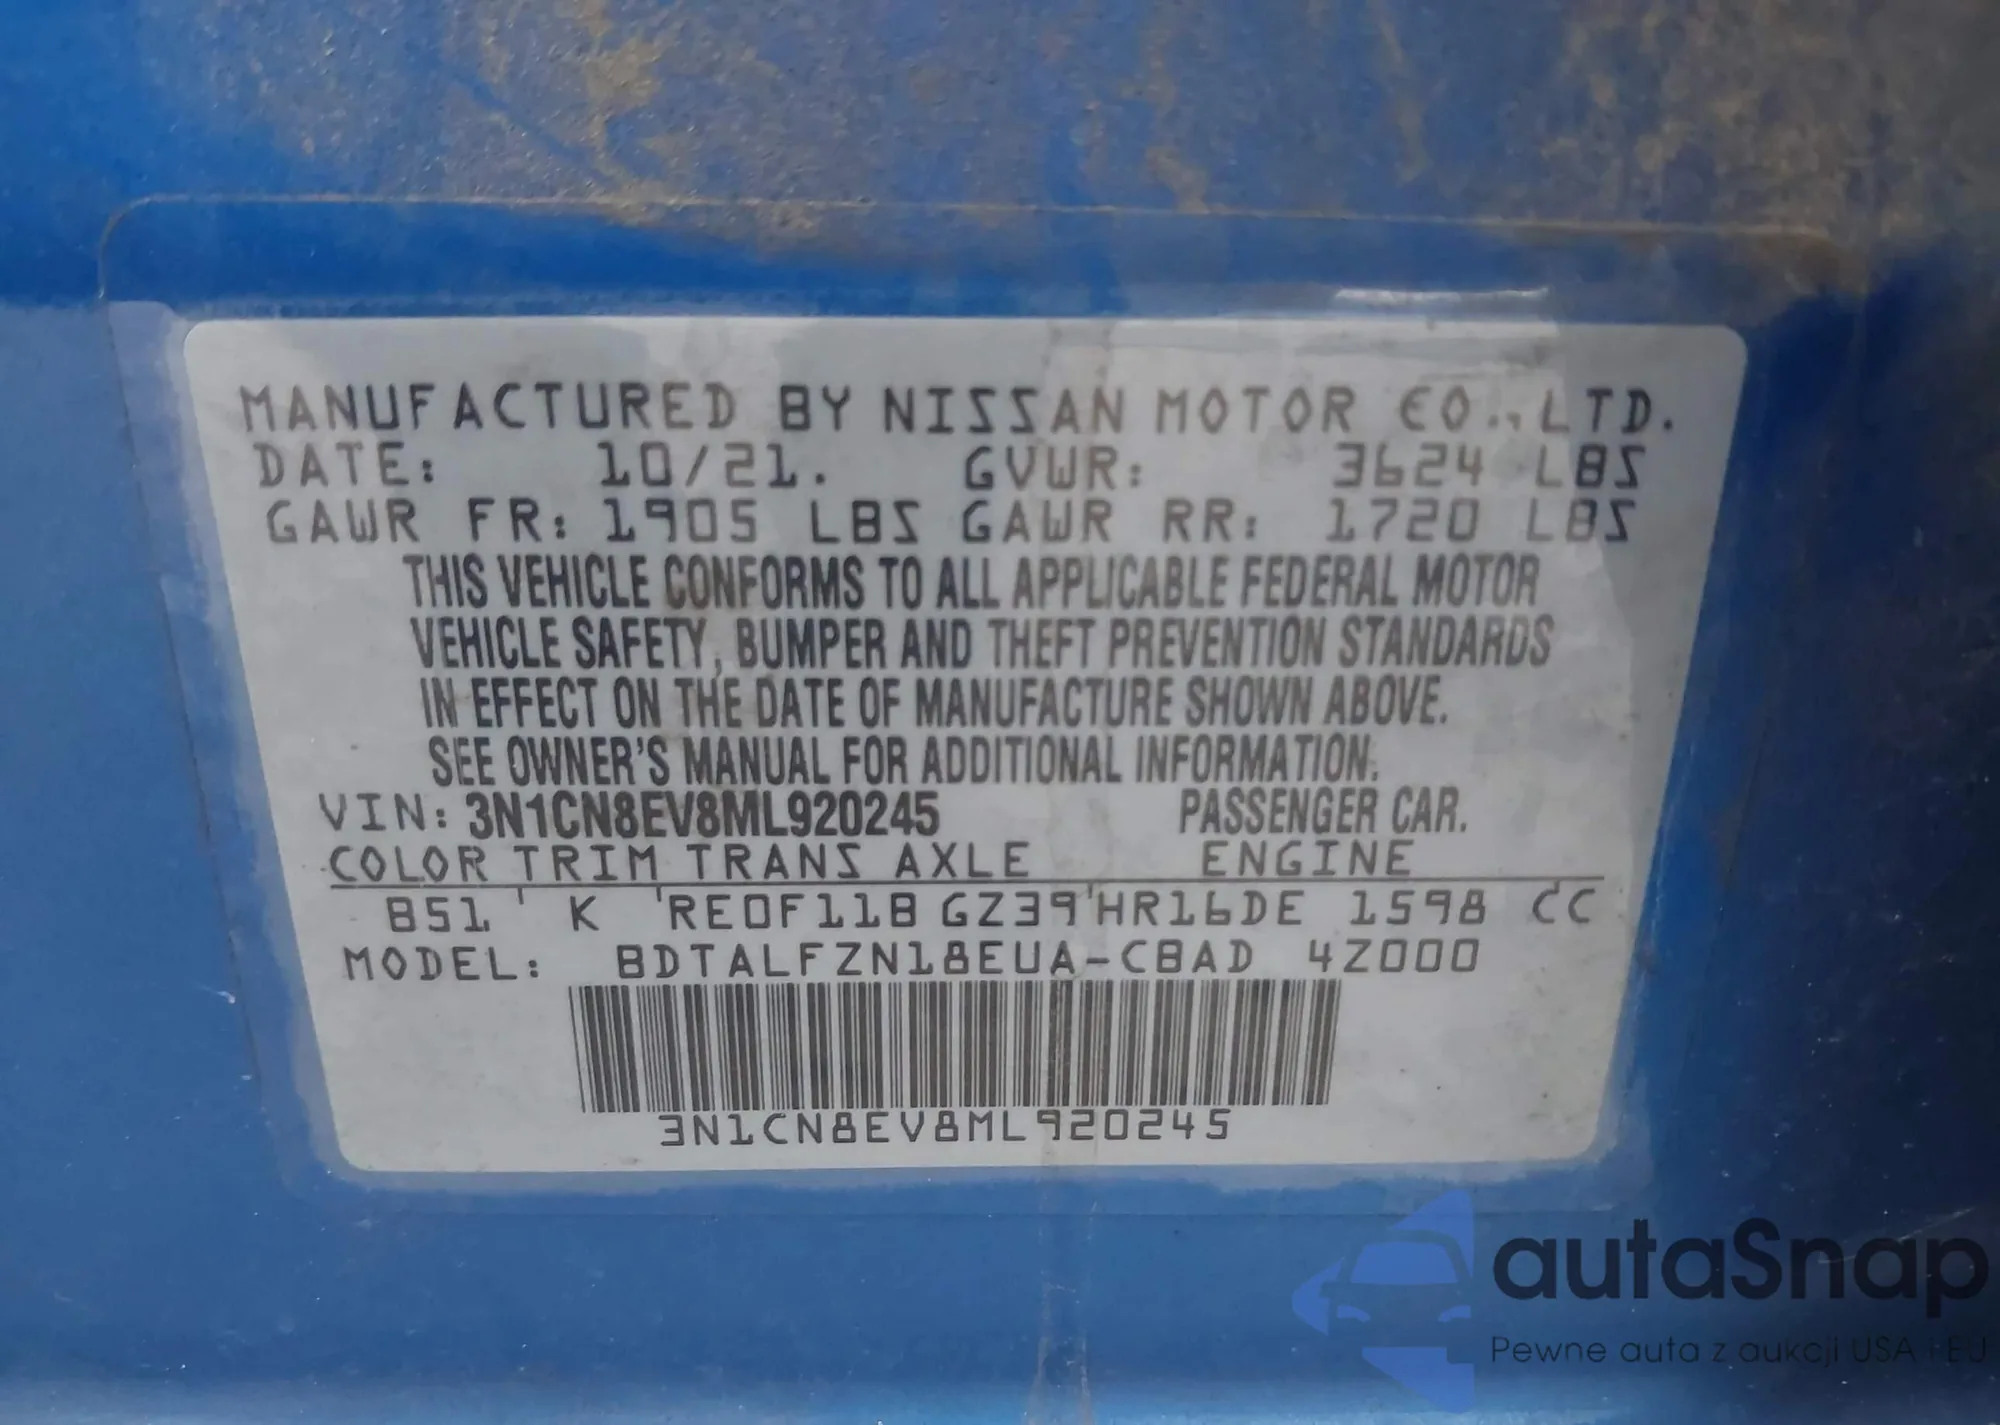 MANUFACTURED BY NISSAN MOTOR CO., LTD.
DATE: 10/21. GVWR: 3624 LBS
GAWR FR: 1905 LBS GAWR RR: 1720 LBS
THIS VEHICLE CONFORMS TO ALL APPLICABLE FEDERAL MOTOR
VEHICLE SAFETY, BUMPER AND THEFT PREVENTION STANDARDS
IN EFFECT ON THE DATE OF MANUFACTURE SHOWN ABOVE.
SEE OWNER'S MANUAL FOR ADDITIONAL INFORMATION.
VIN: 3N1CN8EV8ML920245 PASSENGER CAR.
COLOR TRIM TRANS AXLE ENGINE
B51 K RE0F11B GZ39 HR16DE 1598 CC
MODEL: BDTALFZN18EUA-CBAD 4Z000
3N1CN8EV8ML920245
autaSnap
Pewne auta z aukcji USA i EU